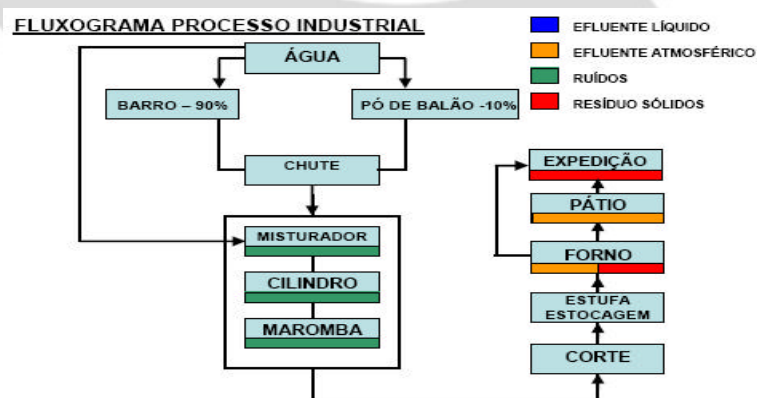 FLUXOGRAMA PROCESSO INDUSTRIAL
EFLUENTE LÍQUIDO
EFLUENTE ATMOSFÉRICO
RUÍDOS
RESÍDUO SÓLIDOS
ÁGUA
BARRO – 90%
PÓ DE BALÃO -10%
CHUTE
MISTURADOR
CILINDRO
MAROMBA
EXPEDIÇÃO
PÁTIO
FORNO
ESTUFA
ESTOCAGEM
CORTE